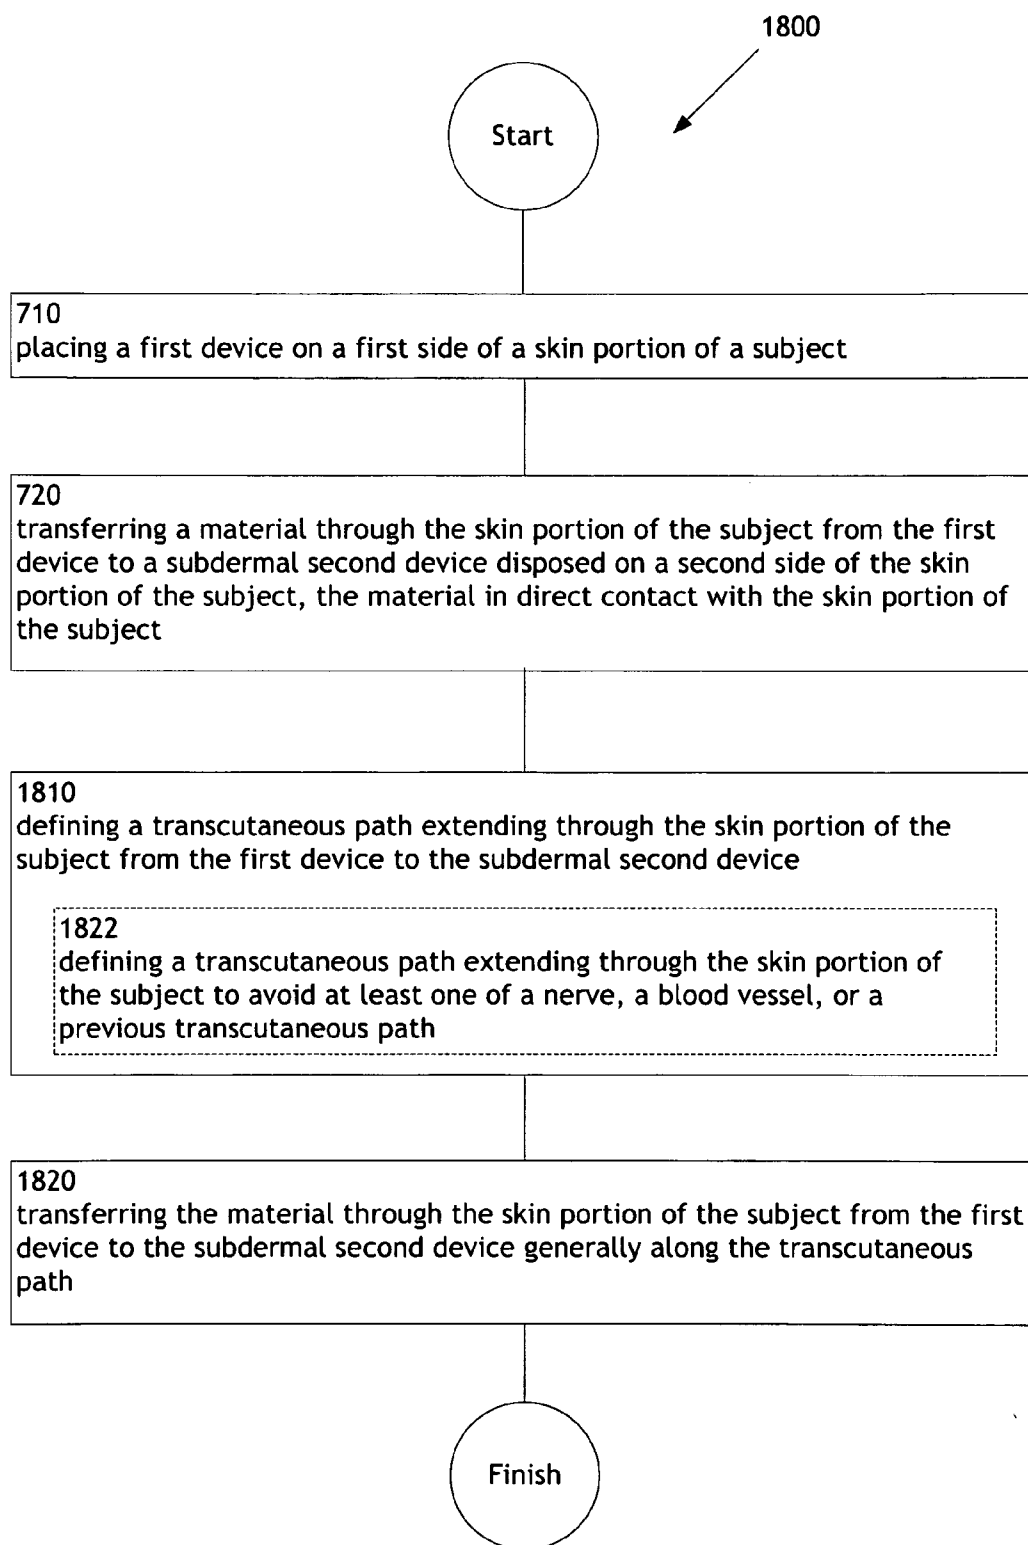 1800
Start
710
placing a first device on a first side of a skin portion of a subject
720
transferring a material through the skin portion of the subject from the first
device to a subdermal second device disposed on a second side of the skin
portion of the subject, the material in direct contact with the skin portion of
the subject
1810
defining a transcutaneous path extending through the skin portion of the
subject from the first device to the subdermal second device
1822
defining a transcutaneous path extending through the skin portion of
the subject to avoid at least one of a nerve, a blood vessel, or a
previous transcutaneous path
1820
transferring the material through the skin portion of the subject from the first
device to the subdermal second device generally along the transcutaneous
path
Finish